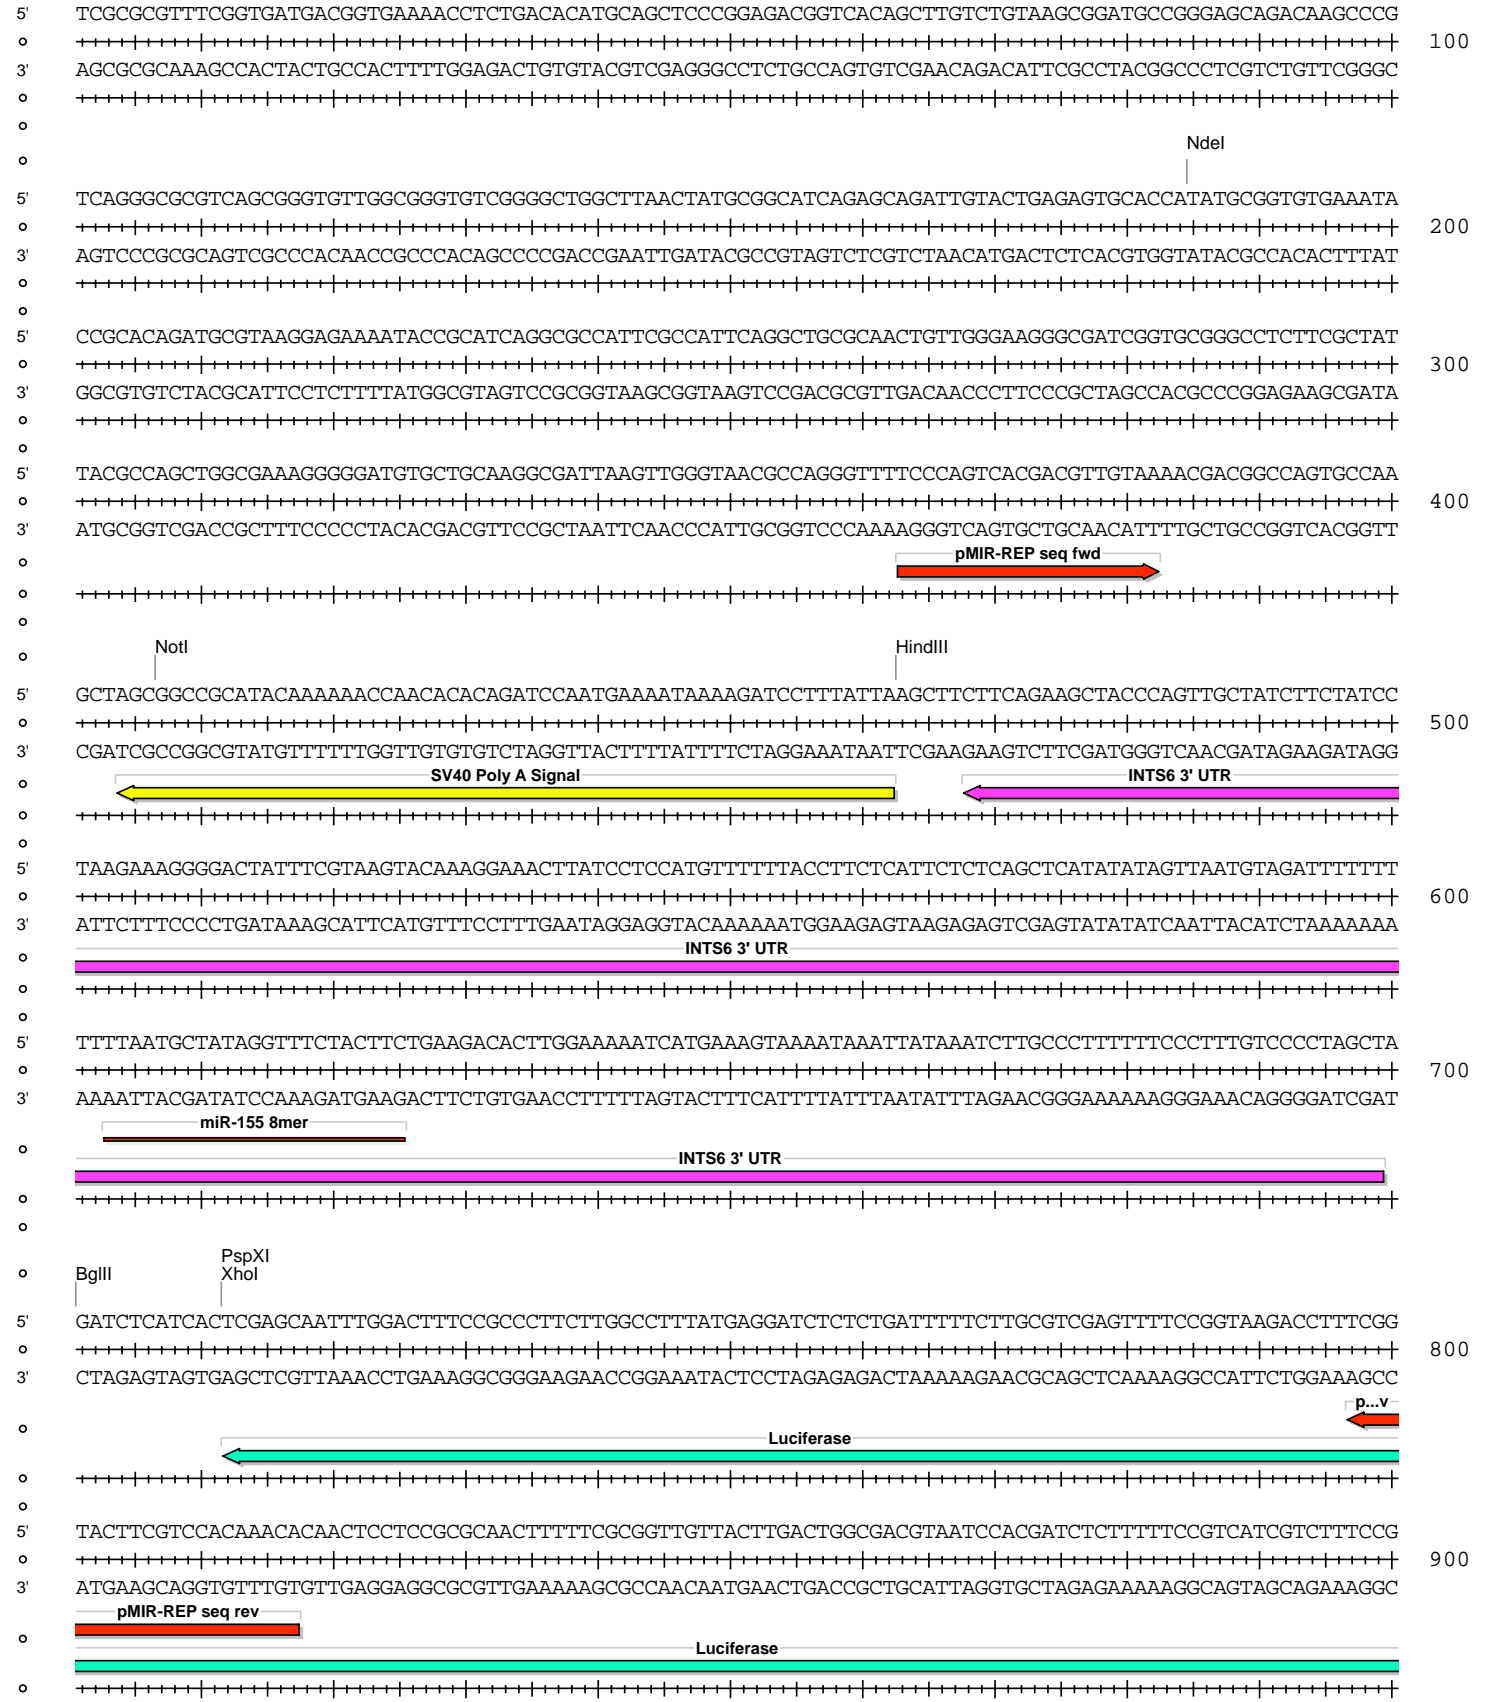 5' TCGCGCGTTTCGGTGATGACGGTGAAAACCTCTGACACATGCAGCTCCCGGAGACGGTCACAGCTTGTCTGTAAGCGGATGCCGGGAGCAGACAAGCCCG
100
3' AGCGCGCAAAGCCACTACTGCCACTTTTGGAGACTGTGTACGTCGAGGGCCTCTGCCAGTGTCGAACAGACATTCGCCTACGGCCCTCGTCTGTTCGGGC
NdeI
5' TCAGGGCGCGTCAGCGGGTGTTGGCGGGTGTCGGGGCTGGCTTAACTATGCGGCATCAGAGCAGATTGTACTGAGAGTGCACCATATGCGGTGTGAAATA
200
3' AGTCCCGCGCAGTCGCCCACAACCGCCCACAGCCCCGACCGAATTGATACGCCGTAGTCTCGTCTAACATGACTCTCACGTGGTATACGCCACACTTTAT
5' CCGCACAGATGCGTAAGGAGAAAATACCGCATCAGGCGCCATTCGCCATTCAGGCTGCGCAACTGTTGGGAAGGGCGATCGGTGCGGGCCTCTTCGCTAT
300
3' GGCGTGTCTACGCATTCCTCTTTTATGGCGTAGTCCGCGGTAAGCGGTAAGTCCGACGCGTTGACAACCCTTCCCGCTAGCCACGCCCGGAGAAGCGATA
5' TACGCCAGCTGGCGAAAGGGGGATGTGCTGCAAGGCGATTAAGTTGGGTAACGCCAGGGTTTTCCCAGTCACGACGTTGTAAAACGACGGCCAGTGCCAA
400
3' ATGCGGTCGACCGCTTTCCCCCTACACGACGTTCCGCTAATTCAACCCATTGCGGTCCCAAAAGGGTCAGTGCTGCAACATTTTGCTGCCGGTCACGGTT
pMIR-REP seq fwd
NotI HindIII
5' GCTAGCGGCCGCATACAAAAAACCAACACACAGATCCAATGAAAATAAAAGATCCTTTATTAAGCTTCTTCAGAAGCTACCCAGTTGCTATCTTCTATCC
500
3' CGATCGCCGGCGTATGTTTTTTGGTTGTGTGTCTAGGTTACTTTTATTTTCTAGGAAATAATTCGAAGAAGTCTTCGATGGGTCAACGATAGAAGATAGG
SV40 Poly A Signal INTS6 3' UTR
5' TAAGAAAGGGGACTATTTCGTAAGTACAAAGGAAACTTATCCTCCATGTTTTTTACCTTCTCATTCTCTCAGCTCATATATAGTTAATGTAGATTTTTTT
600
3' ATTCTTTCCCCTGATAAAGCATTCATGTTTCCTTTGAATAGGAGGTACAAAAAATGGAAGAGTAAGAGAGTCGAGTATATATCAATTACATCTAAAAAAA
INTS6 3' UTR
5' TTTTAATGCTATAGGTTTCTACTTCTGAAGACACTTGGAAAAATCATGAAAGTAAAATAAATTATAAATCTTGCCCTTTTTTCCCTTTGTCCCCTAGCTA
700
3' AAAATTACGATATCCAAAGATGAAGACTTCTGTGAACCTTTTTAGTACTTTCATTTTATTTAATATTTAGAACGGGAAAAAAGGGAAACAGGGGATCGAT
miR-155 8mer
INTS6 3' UTR
PspXI
BglII XhoI
5' GATCTCATCACTCGAGCAATTTGGACTTTCCGCCCTTCTTGGCCTTTATGAGGATCTCTCTGATTTTTCTTGCGTCGAGTTTTCCGGTAAGACCTTTCGG
800
3' CTAGAGTAGTGAGCTCGTTAAACCTGAAAGGCGGGAAGAACCGGAAATACTCCTAGAGAGACTAAAAAGAACGCAGCTCAAAAGGCCATTCTGGAAAGCC
p...v
Luciferase
5' TACTTCGTCCACAAACACAACTCCTCCGCGCAACTTTTTCGCGGTTGTTACTTGACTGGCGACGTAATCCACGATCTCTTTTTCCGTCATCGTCTTTCCG
900
3' ATGAAGCAGGTGTTTGTGTTGAGGAGGCGCGTTGAAAAAGCGCCAACAATGAACTGACCGCTGCATTAGGTGCTAGAGAAAAAGGCAGTAGCAGAAAGGC
pMIR-REP seq rev
Luciferase